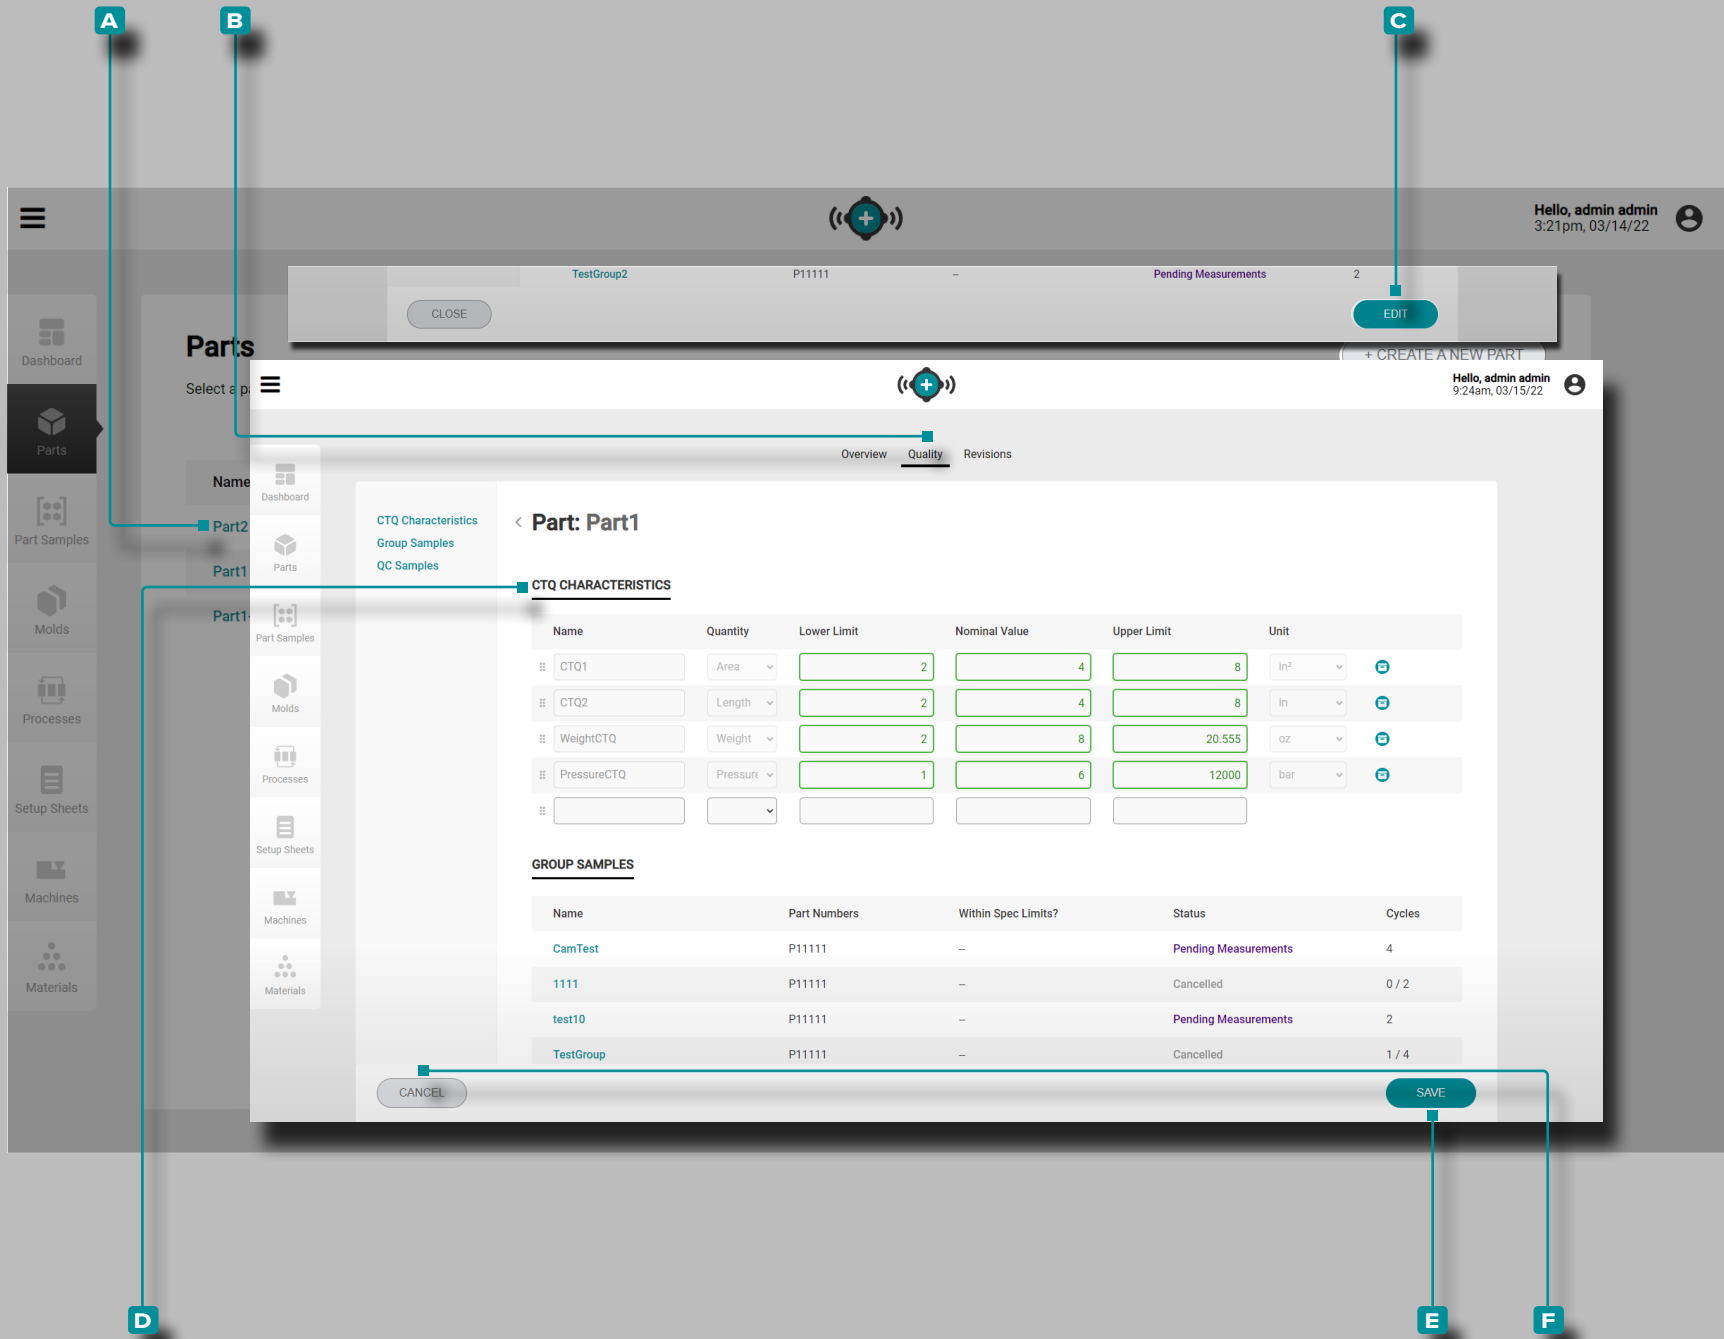 A B C
Hello, admin admin
3:21pm, 03/14/22
TestGroup2 P11111 -- Pending Measurements 2
CLOSE EDIT
Dashboard
Parts
Part Samples
Molds
Processes
Setup Sheets
Machines
Materials
Parts
+ CREATE A NEW PART
Select a
Name
Part2
Part1
Part1-
Hello, admin admin
9:24am, 03/15/22
Overview Quality Revisions
Dashboard
Parts
Part Samples
Molds
Processes
Setup Sheets
Machines
Materials
CTQ Characteristics
Group Samples
QC Samples
< Part: Part1
CTQ CHARACTERISTICS
Name Quantity Lower Limit Nominal Value Upper Limit Unit
CTQ1 Area 2 4 8 in²
CTQ2 Length 2 4 8 in
WeightCTQ Weight 2 8 20.555 oz
PressureCTQ Pressure 1 6 12000 bar
GROUP SAMPLES
Name Part Numbers Within Spec Limits? Status Cycles
CamTest P11111 -- Pending Measurements 4
1111 P11111 -- Cancelled 0 / 2
test10 P11111 -- Pending Measurements 2
TestGroup P11111 -- Cancelled 1 / 4
CANCEL SAVE
D E F